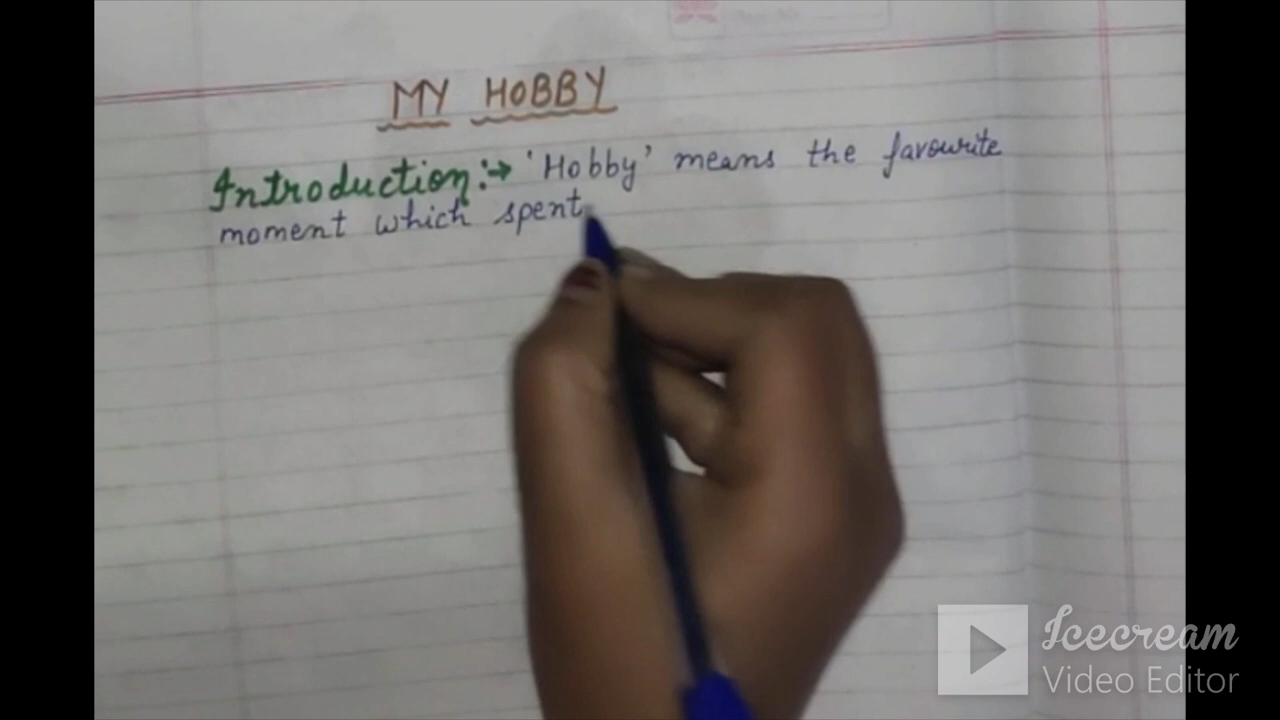 MY HOBBY
Introduction:→ 'Hobby' means the favourite
moment which spent
Icecream
Video Editor